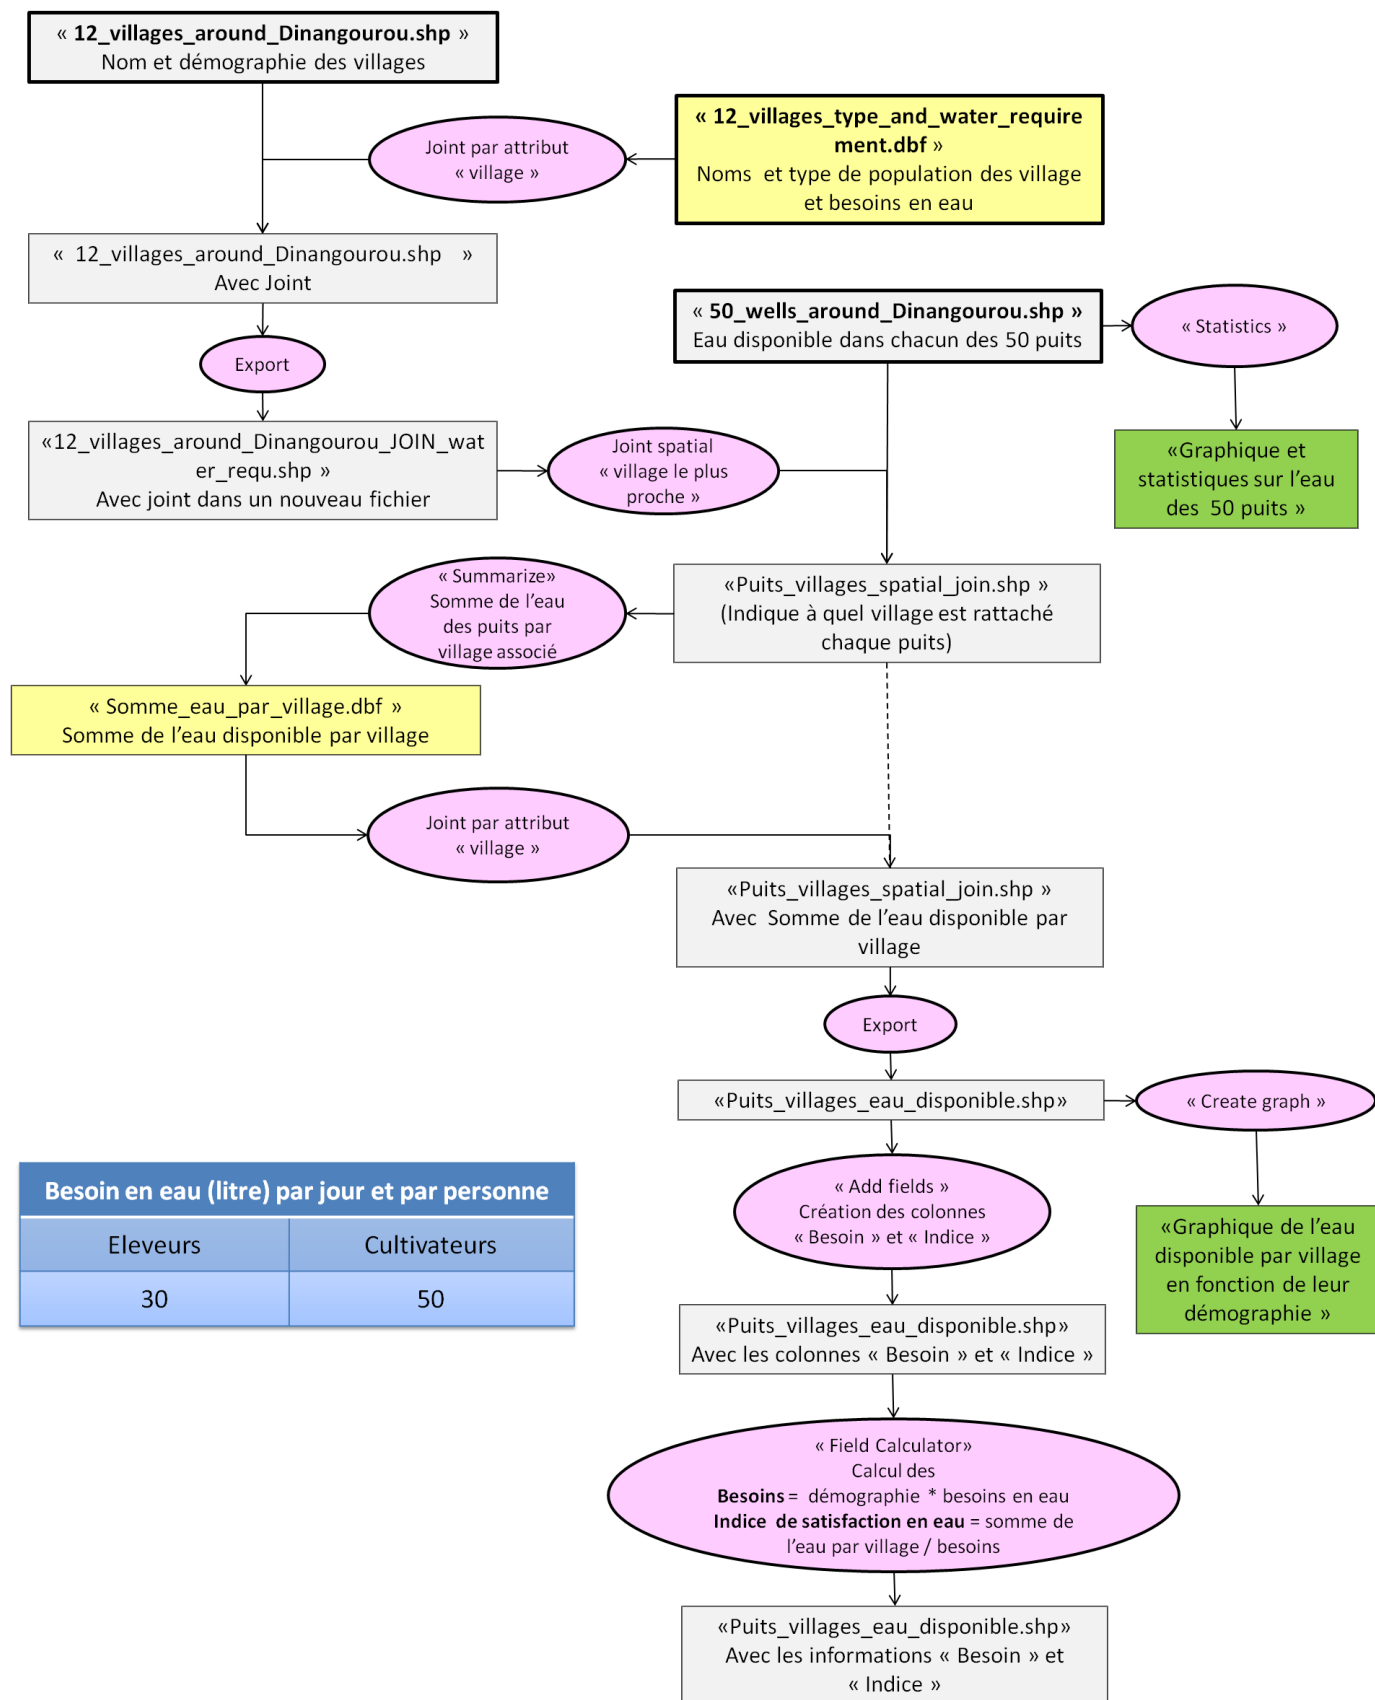 « 12_villages_around_Dinangourou.shp »
Nom et démographie des villages
« 12_villages_type_and_water_require
ment.dbf »
Noms et type de population des village
et besoins en eau
Joint par attribut
« village »
« 12_villages_around_Dinangourou.shp »
Avec Joint
« 50_wells_around_Dinangourou.shp »
Eau disponible dans chacun des 50 puits
« Statistics »
Export
«12_villages_around_Dinangourou_JOIN_wat
er_requ.shp »
Avec joint dans un nouveau fichier
Joint spatial
« village le plus
proche »
«Graphique et
statistiques sur l’eau
des 50 puits »
« Summarize»
Somme de l’eau
des puits par
village associé
«Puits_villages_spatial_join.shp »
(Indique à quel village est rattaché
chaque puits)
« Somme_eau_par_village.dbf »
Somme de l’eau disponible par village
Joint par attribut
« village »
«Puits_villages_spatial_join.shp »
Avec Somme de l’eau disponible par
village
Export
«Puits_villages_eau_disponible.shp»
« Create graph »
« Add fields »
Création des colonnes
« Besoin » et « Indice »
«Graphique de l’eau
disponible par village
en fonction de leur
démographie »
Besoin en eau (litre) par jour et par personne
Eleveurs Cultivateurs
30 50
«Puits_villages_eau_disponible.shp»
Avec les colonnes « Besoin » et « Indice »
« Field Calculator»
Calcul des
Besoins = démographie * besoins en eau
Indice de satisfaction en eau = somme de
l’eau par village / besoins
«Puits_villages_eau_disponible.shp»
Avec les informations « Besoin » et
« Indice »